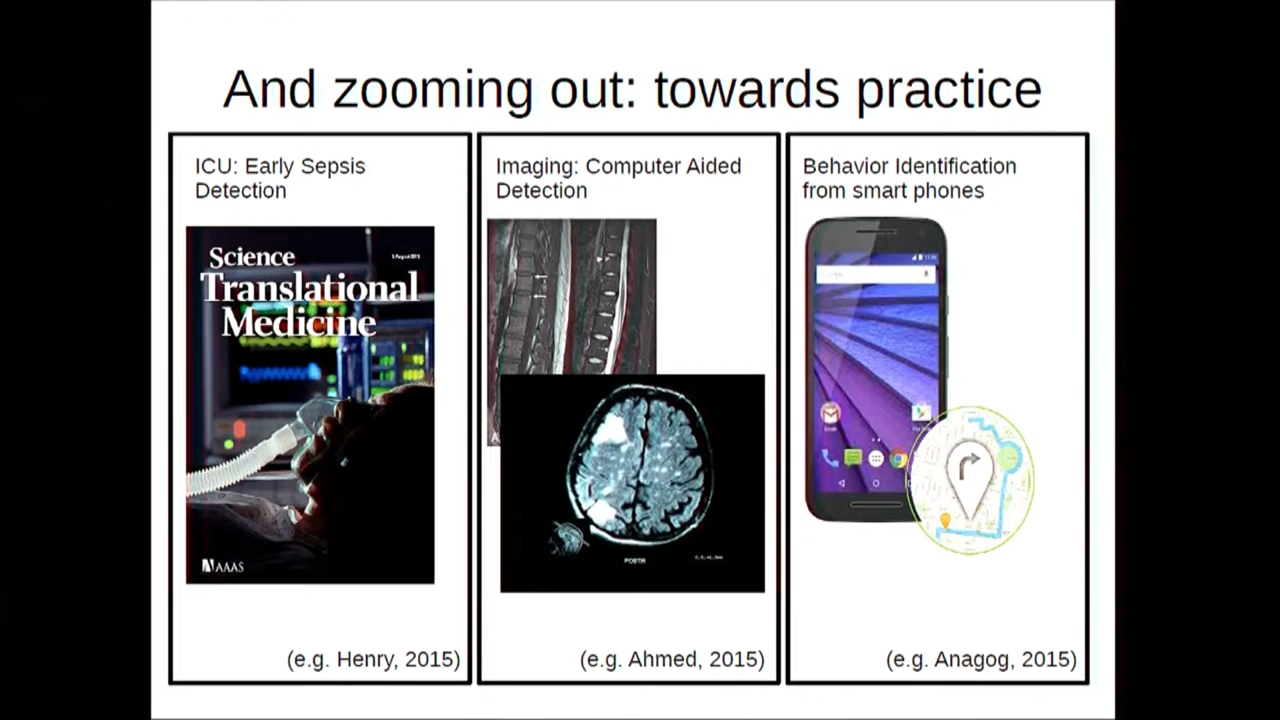 And zooming out: towards practice
ICU: Early Sepsis
Detection
Science
Translational
Medicine
AAAS
(e.g. Henry, 2015)
Imaging: Computer Aided
Detection
A
POSTIR
(e.g. Ahmed, 2015)
Behavior Identification
from smart phones
(e.g. Anagog, 2015)